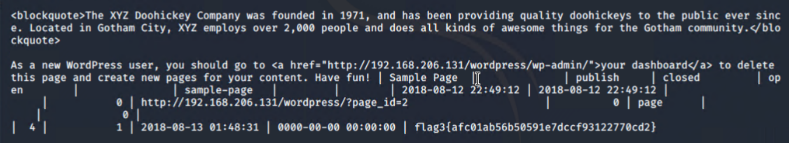 <blockquote>The XYZ Doohickey Company was founded in 1971, and has been providing quality doohickeys to the public ever sinc
e. Located in Gotham City, XYZ employs over 2,000 people and does all kinds of awesome things for the Gotham community.</blo
ckquote>
As a new WordPress user, you should go to <a href="http://192.168.206.131/wordpress/wp-admin/">your dashboard</a> to delete
this page and create new pages for your content. Have fun! | Sample Page | | publish | closed | op
en | | sample-page | | | 2018-08-12 22:49:12 | 2018-08-12 22:49:12 |
| 0 | http://192.168.206.131/wordpress/?page_id=2 | 0 | page |
| 0 |
| 4 | 1 | 2018-08-13 01:48:31 | 0000-00-00 00:00:00 | flag3{afc01ab56b50591e7dccf93122770cd2}